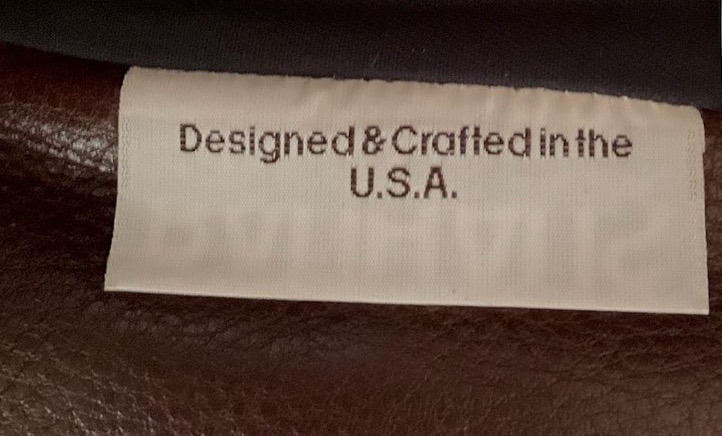 Designed & Crafted in the
U.S.A.